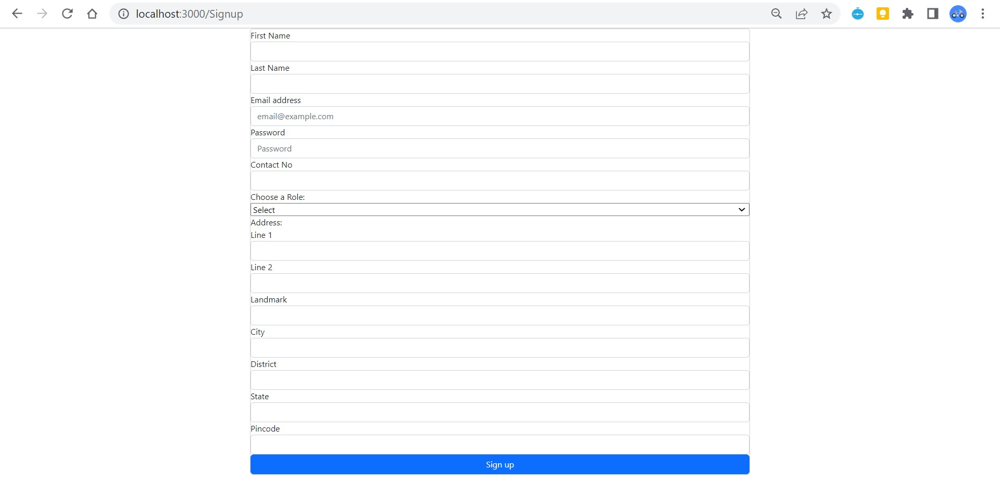 localhost:3000/Signup
First Name
Last Name
Email address
email@example.com
Password
Password
Contact No
Choose a Role:
Select
Address:
Line 1
Line 2
Landmark
City
District
State
Pincode
Sign up